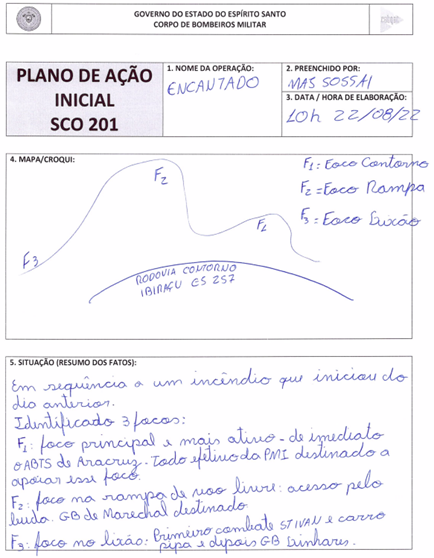 GOVERNO DO ESTADO DO ESPÍRITO SANTO
CORPO DE BOMBEIROS MILITAR
PLANO DE AÇÃO
INICIAL
SCO 201
1. NOME DA OPERAÇÃO:
ENCANTADO
2. PREENCHIDO POR:
MAS SOSSAI
3. DATA / HORA DE ELABORAÇÃO:
10h 22/08/22
4. MAPA/CROQUI:
F1: Foco Contorno
F2 = Foco Rampa
F3 = Foco Lixão
F2
F1
F3
RODOVIA CONTORNO
IBIRAÇU ES 257
5. SITUAÇÃO (RESUMO DOS FATOS):
Em sequência a um incêndio que iniciou do
dia anterior.
Identificado 3 focos:
F1: foco principal e mais ativo - de imediato
o ABTS de Aracruz. Todo efetivo da PMI destinado a
apoiar esse foco.
F2: foco na rampa de voo livre: acesso pelo
. GB de Marechal destinado
F3: foco no lixão: Primeiro combate ST IVAN e carro
pipa e depois GB Linhares.